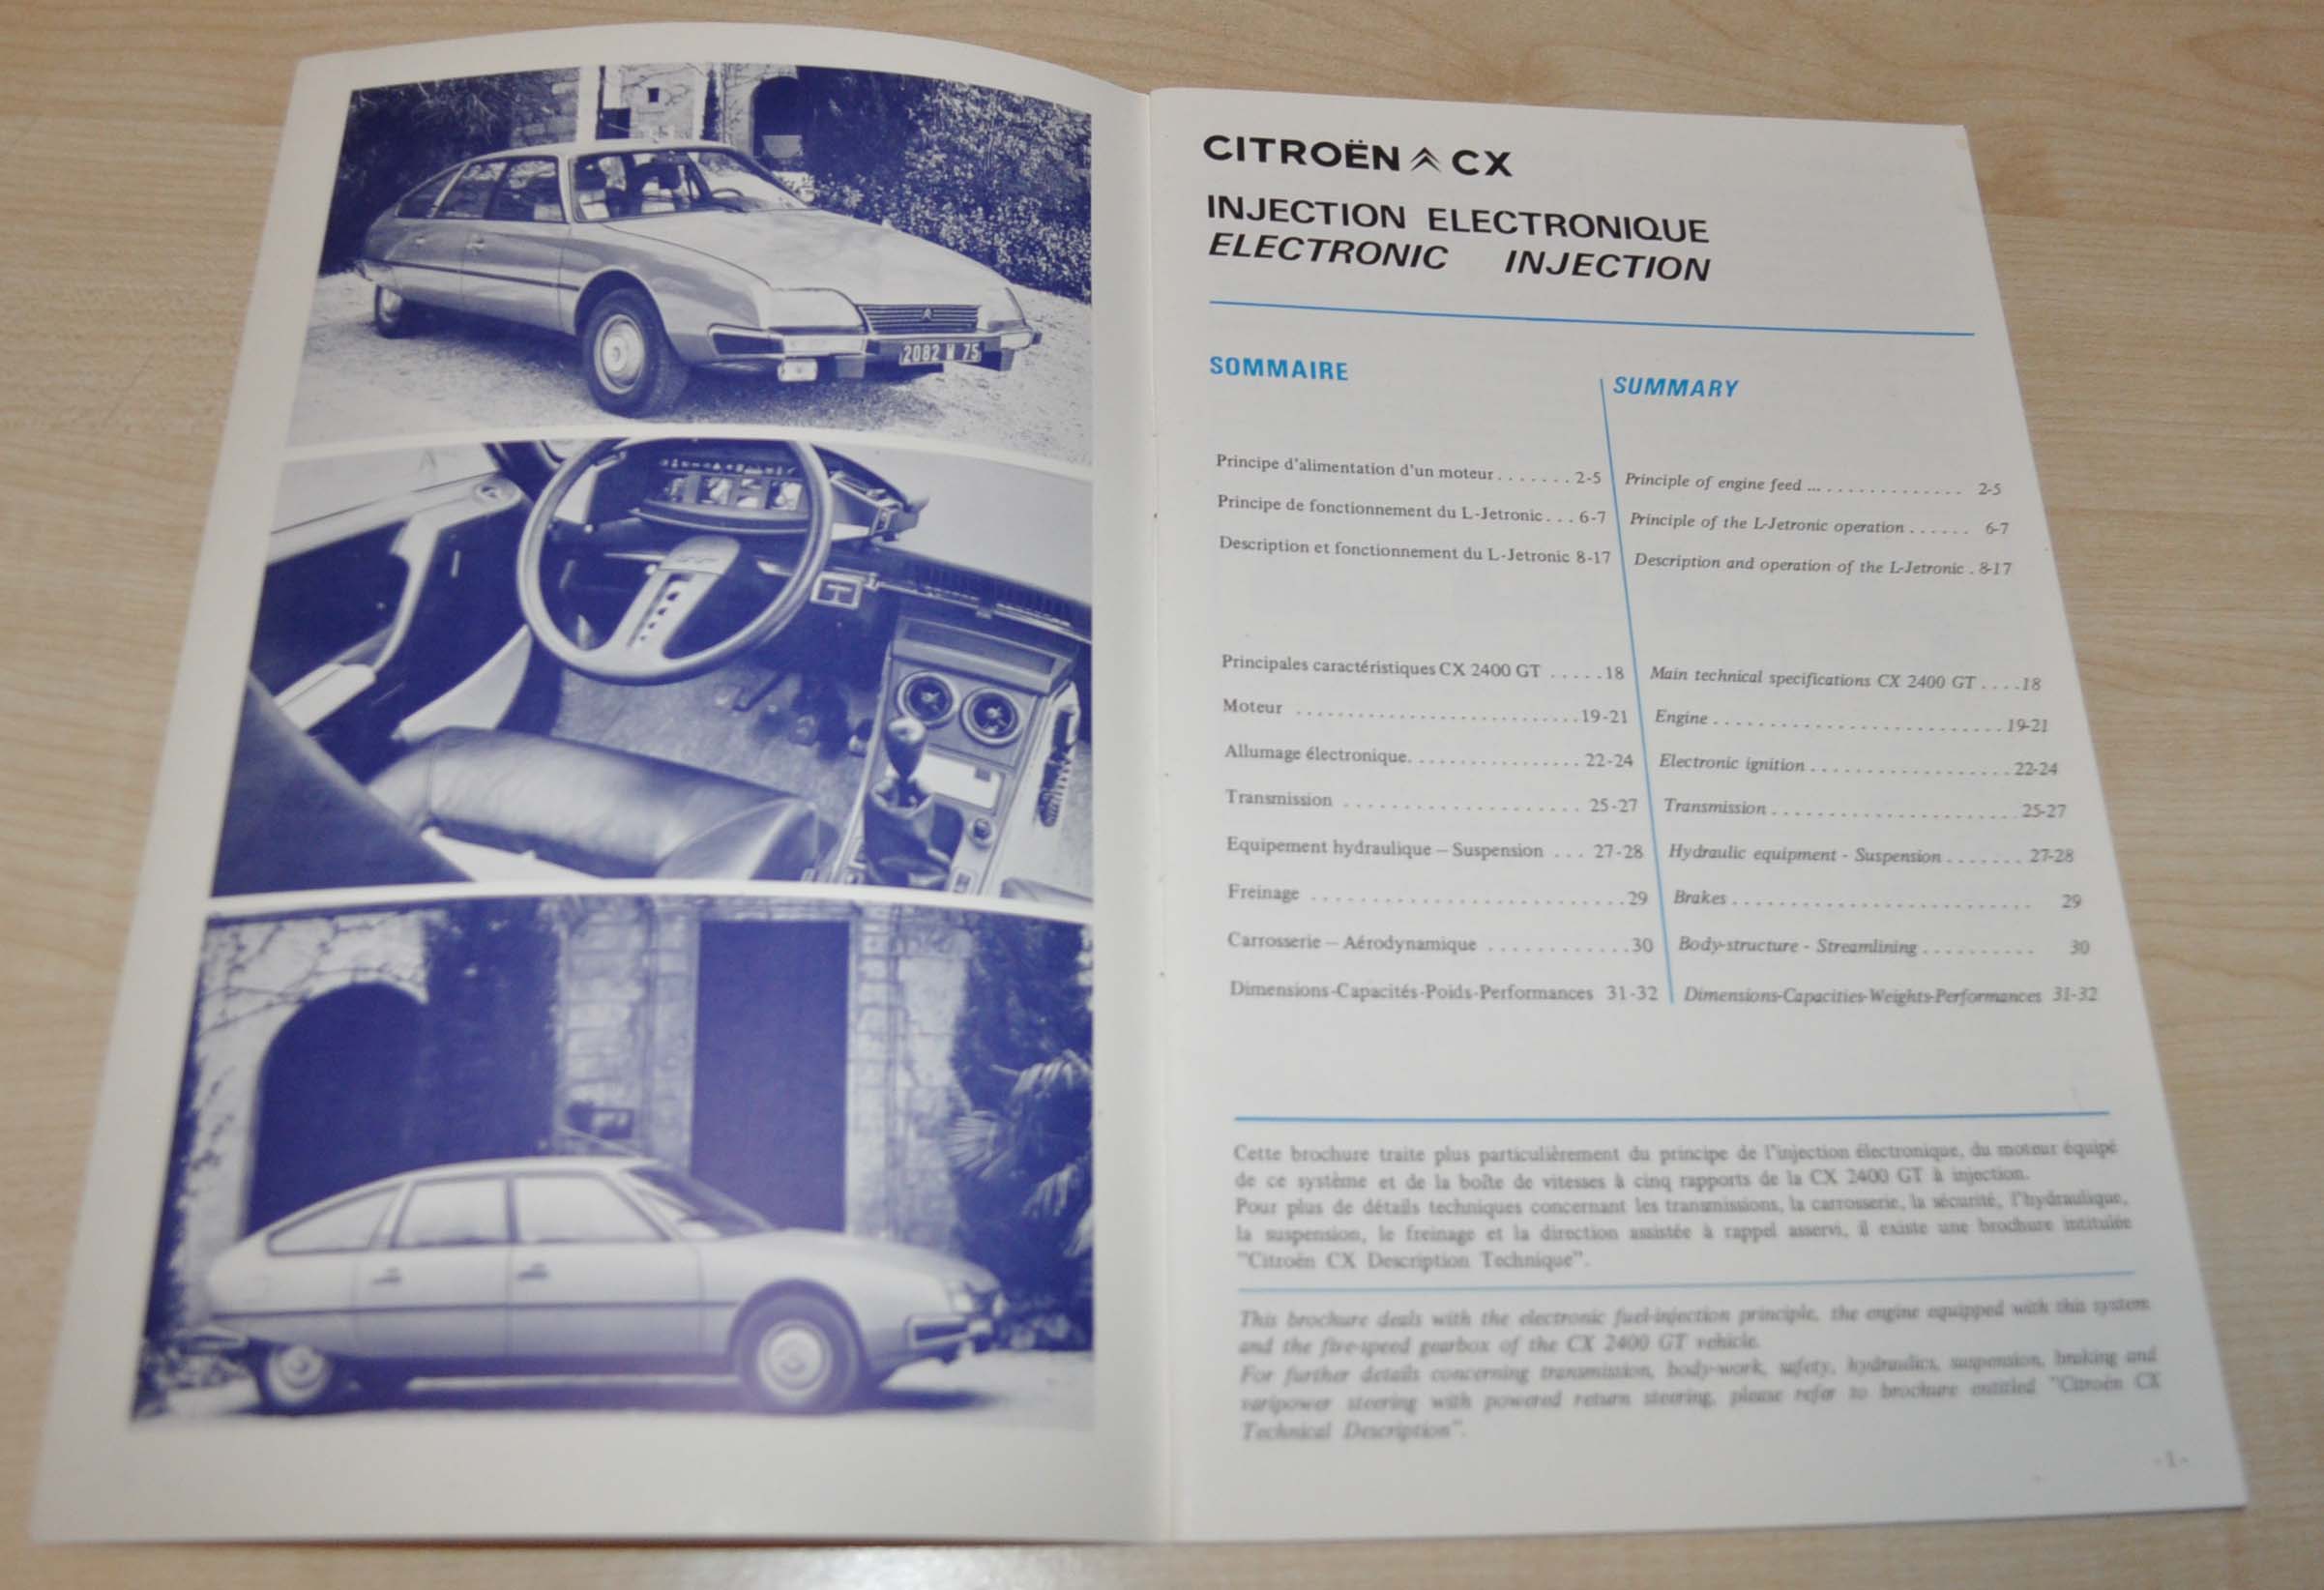 2082 W 75
CITROËN CX
INJECTION ELECTRONIQUE
ELECTRONIC INJECTION
SOMMAIRE
Principe d'alimentation d'un moteur ....... 2-5
Principe de fonctionnement du L-Jetronic ... 6-7
Description et fonctionnement du L-Jetronic 8-17
Principales caractéristiques CX 2400 GT ..... 18
Moteur ........................... 19-21
Allumage électronique. ................ 22-24
Transmission ....................... 25-27
Equipement hydraulique – Suspension ... 27-28
Freinage .............................. 29
Carrosserie – Aérodynamique ............ 30
Dimensions-Capacités-Poids-Performances 31-32
SUMMARY
Principle of engine feed ... ............. 2-5
Principle of the L-Jetronic operation ...... 6-7
Description and operation of the L-Jetronic . 8-17
Main technical specifications CX 2400 GT .... 18
Engine ............................ 19-21
Electronic ignition ................... 22-24
Transmission ........................ 25-27
Hydraulic equipment - Suspension ....... 27-28
Brakes .......................... 29
Body-structure - Streamlining .......... 30
Dimensions-Capacities-Weights-Performances 31-32
Cette brochure traite plus particulièrement du principe de l'injection électronique, du moteur équipé
de ce système et de la boîte de vitesses à cinq rapports de la CX 2400 GT à injection.
Pour plus de détails techniques concernant les transmissions, la carrosserie, la sécurité, l'hydraulique,
la suspension, le freinage et la direction assistée à rappel asservi, il existe une brochure intitulée
"Citroën CX Description Technique".
This brochure deals with the electronic fuel-injection principle, the engine equipped with this system
and the five-speed gearbox of the CX 2400 GT vehicle.
For further details concerning transmission, body-work, safety, hydraulics, suspension, braking and
varipower steering with powered return steering, please refer to brochure entitled "Citroën CX
Technical Description".
-1-